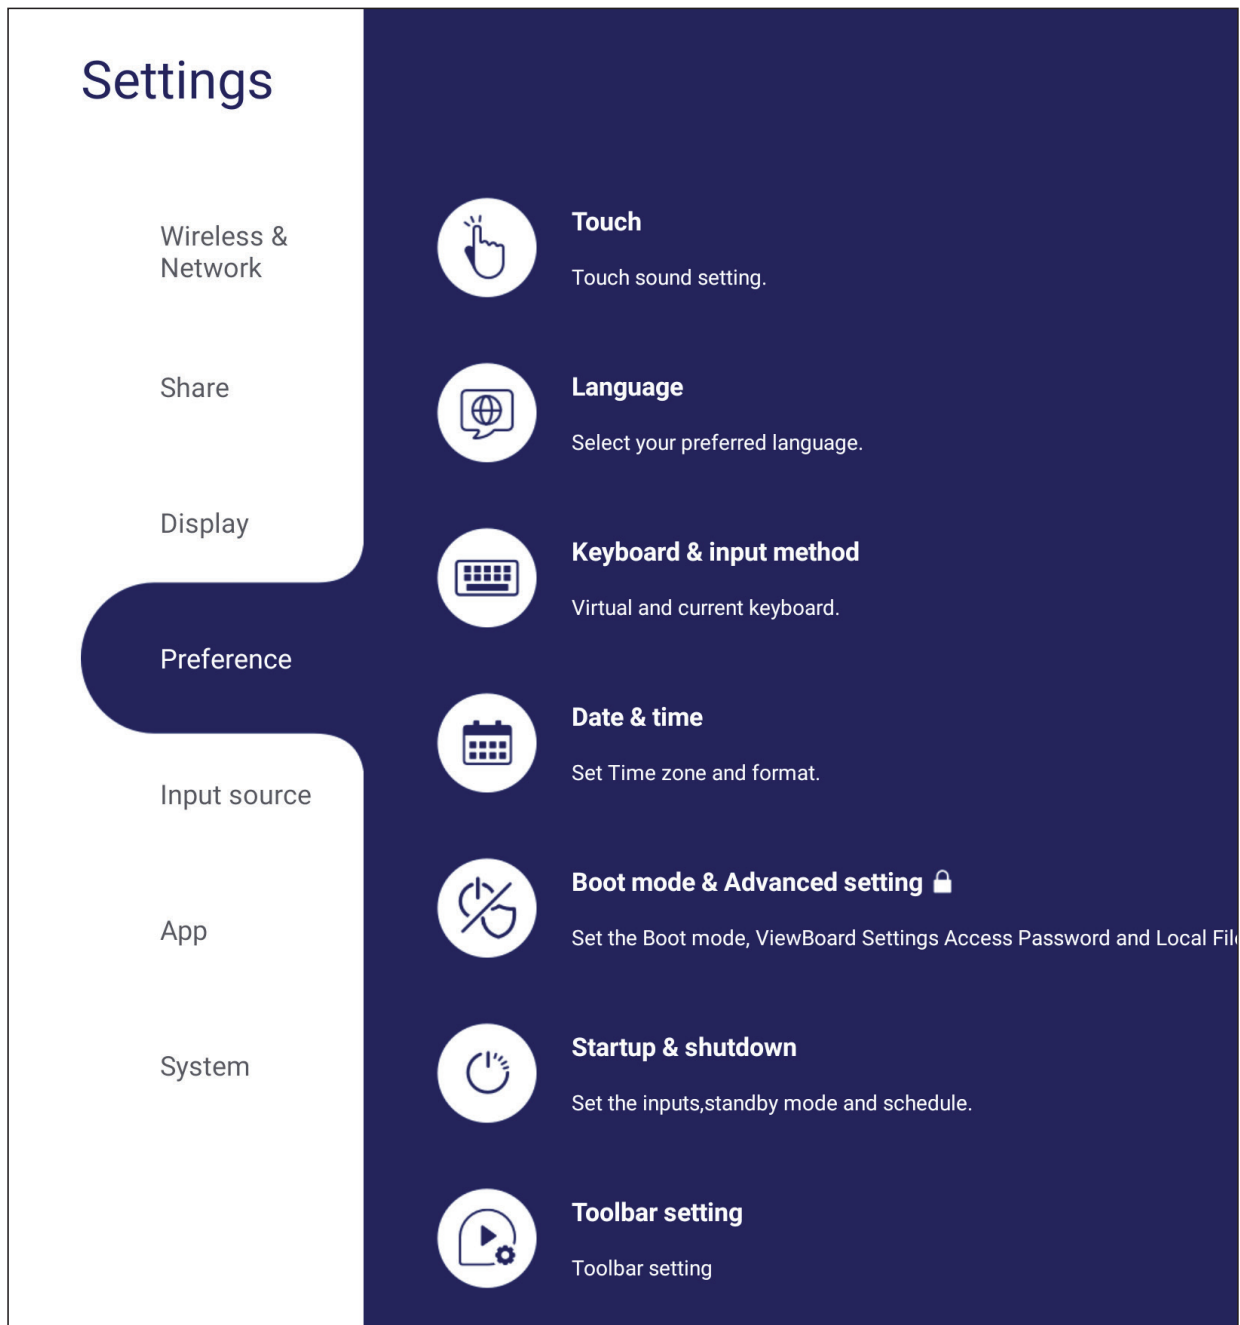 Settings
Wireless &
Network
Share
Display
Preference
Input source
App
System
Touch
Touch sound setting.
Language
Select your preferred language.
Keyboard & input method
Virtual and current keyboard.
Date & time
Set Time zone and format.
Boot mode & Advanced setting
Set the Boot mode, ViewBoard Settings Access Password and Local File
Startup & shutdown
Set the inputs,standby mode and schedule.
Toolbar setting
Toolbar setting